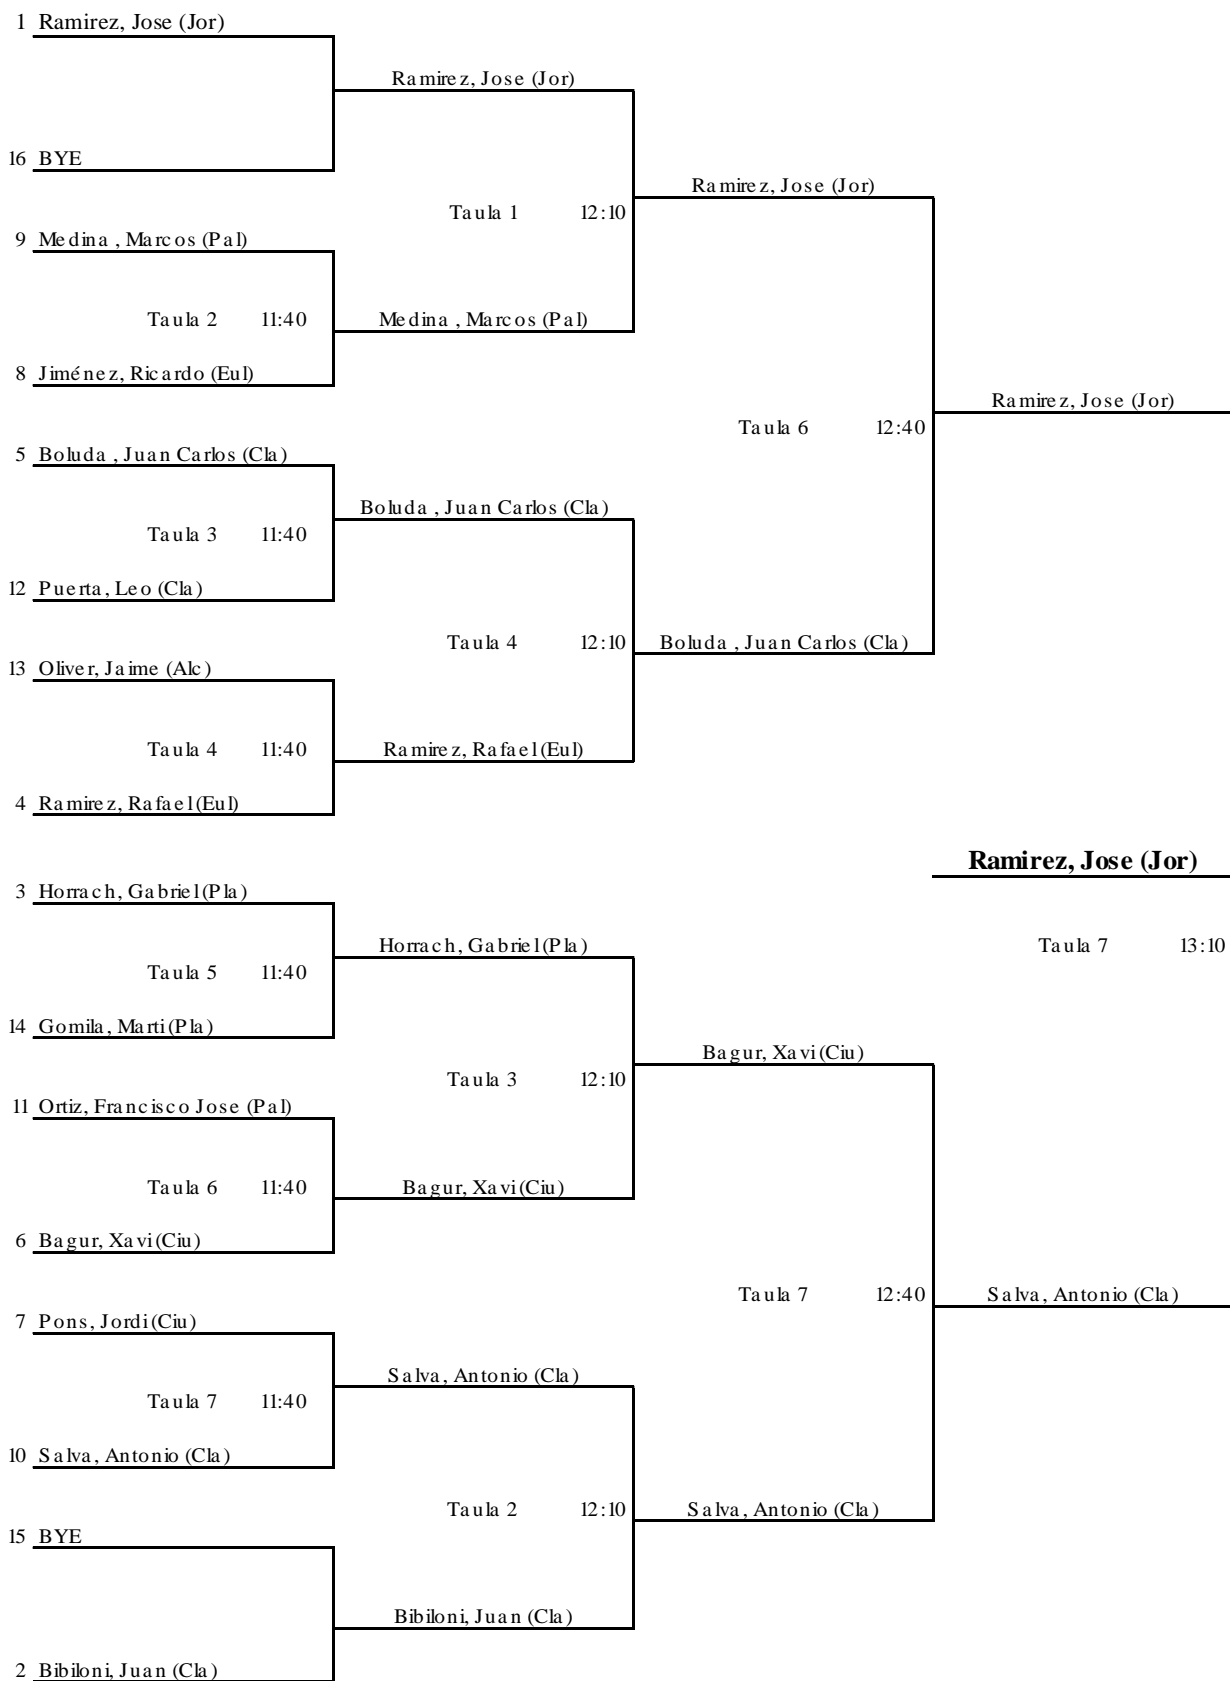 1 Ramirez, Jose (Jor)
Ramirez, Jose (Jor)
16 BYE
Ramirez, Jose (Jor)
Taula 1 12:10
9 Medina , Marcos (Pal)
Taula 2 11:40 Medina , Marcos (Pal)
8 Jiménez, Ricardo (Eul)
Ramirez, Jose (Jor)
Taula 6 12:40
5 Boluda , Juan Carlos (Cla)
Boluda , Juan Carlos (Cla)
Taula 3 11:40
12 Puerta, Leo (Cla)
Taula 4 12:10 Boluda , Juan Carlos (Cla)
13 Oliver, Jaime (Alc)
Taula 4 11:40 Ramirez, Rafael (Eul)
4 Ramirez, Rafael (Eul)
Ramirez, Jose (Jor)
3 Horrach, Gabriel (Pla)
Horrach, Gabriel (Pla) Taula 7 13:10
Taula 5 11:40
14 Gomila, Marti (Pla)
Bagur, Xavi (Ciu)
Taula 3 12:10
11 Ortiz, Francisco Jose (Pal)
Taula 6 11:40 Bagur, Xavi (Ciu)
6 Bagur, Xavi (Ciu)
Taula 7 12:40 Salva, Antonio (Cla)
7 Pons, Jordi (Ciu)
Salva, Antonio (Cla)
Taula 7 11:40
10 Salva, Antonio (Cla)
Taula 2 12:10 Salva, Antonio (Cla)
15 BYE
Bibiloni, Juan (Cla)
2 Bibiloni, Juan (Cla)